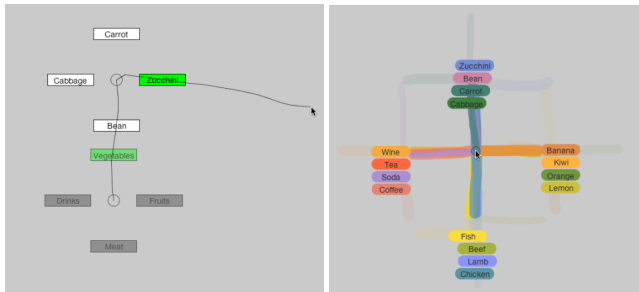 Carrot
Cabbage
Zucchini
Bean
Vegetables
Drinks
Fruits
Meat
Zucchini
Bean
Carrot
Cabbage
Wine
Tea
Soda
Coffee
Banana
Kiwi
Orange
Lemon
Fish
Beef
Lamb
Chicken